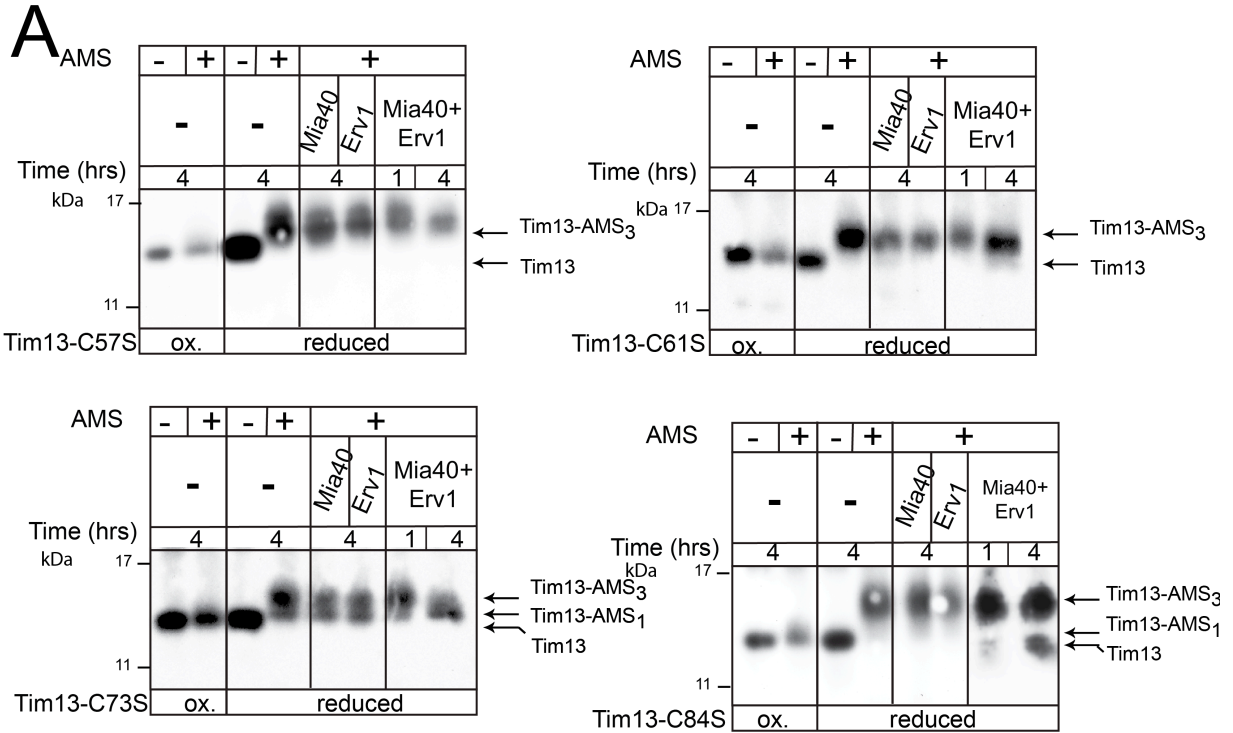 A
AMS - + - + +
- - Mia40 Erv1 Mia40+
Erv1
Time (hrs) 4 4 4 1 4
kDa 17
Tim13-AMS3
Tim13
11
Tim13-C57S ox. reduced
AMS - + - + +
- - Mia40 Erv1 Mia40+
Erv1
Time (hrs) 4 4 4 1 4
kDa 17
Tim13-AMS3
Tim13
11
Tim13-C61S ox. reduced
AMS - + - + +
- - Mia40 Erv1 Mia40+
Erv1
Time (hrs) 4 4 4 1 4
kDa 17
Tim13-AMS3
Tim13-AMS1
Tim13
11
Tim13-C73S ox. reduced
AMS - + - + +
- - Mia40 Erv1 Mia40+
Erv1
Time (hrs) 4 4 4 1 4
kDa 17
Tim13-AMS3
Tim13-AMS1
Tim13
11
Tim13-C84S ox. reduced